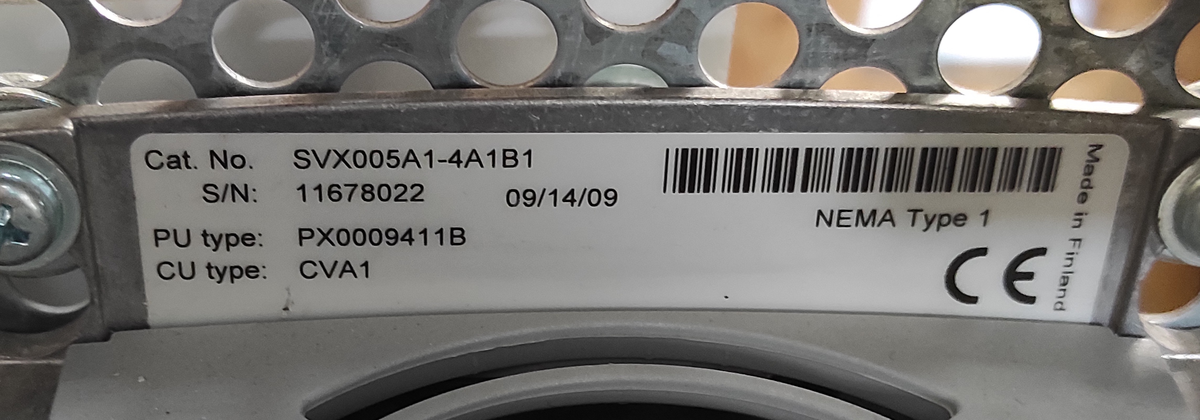 Cat. No. SVX005A1-4A1B1
S/N: 11678022 09/14/09
NEMA Type 1
PU type: PX0009411B
CU type: CVA1
CE
Made in Finland